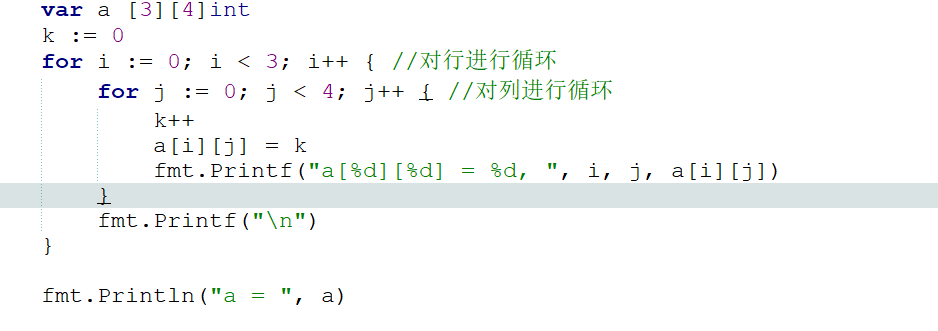 var a [3][4]int
k := 0
for i := 0; i < 3; i++ { //对行进行循环
    for j := 0; j < 4; j++ { //对列进行循环
        k++
        a[i][j] = k
        fmt.Printf("a[%d][%d] = %d, ", i, j, a[i][j])
    }
    fmt.Printf("\n")
}

fmt.Println("a = ", a)